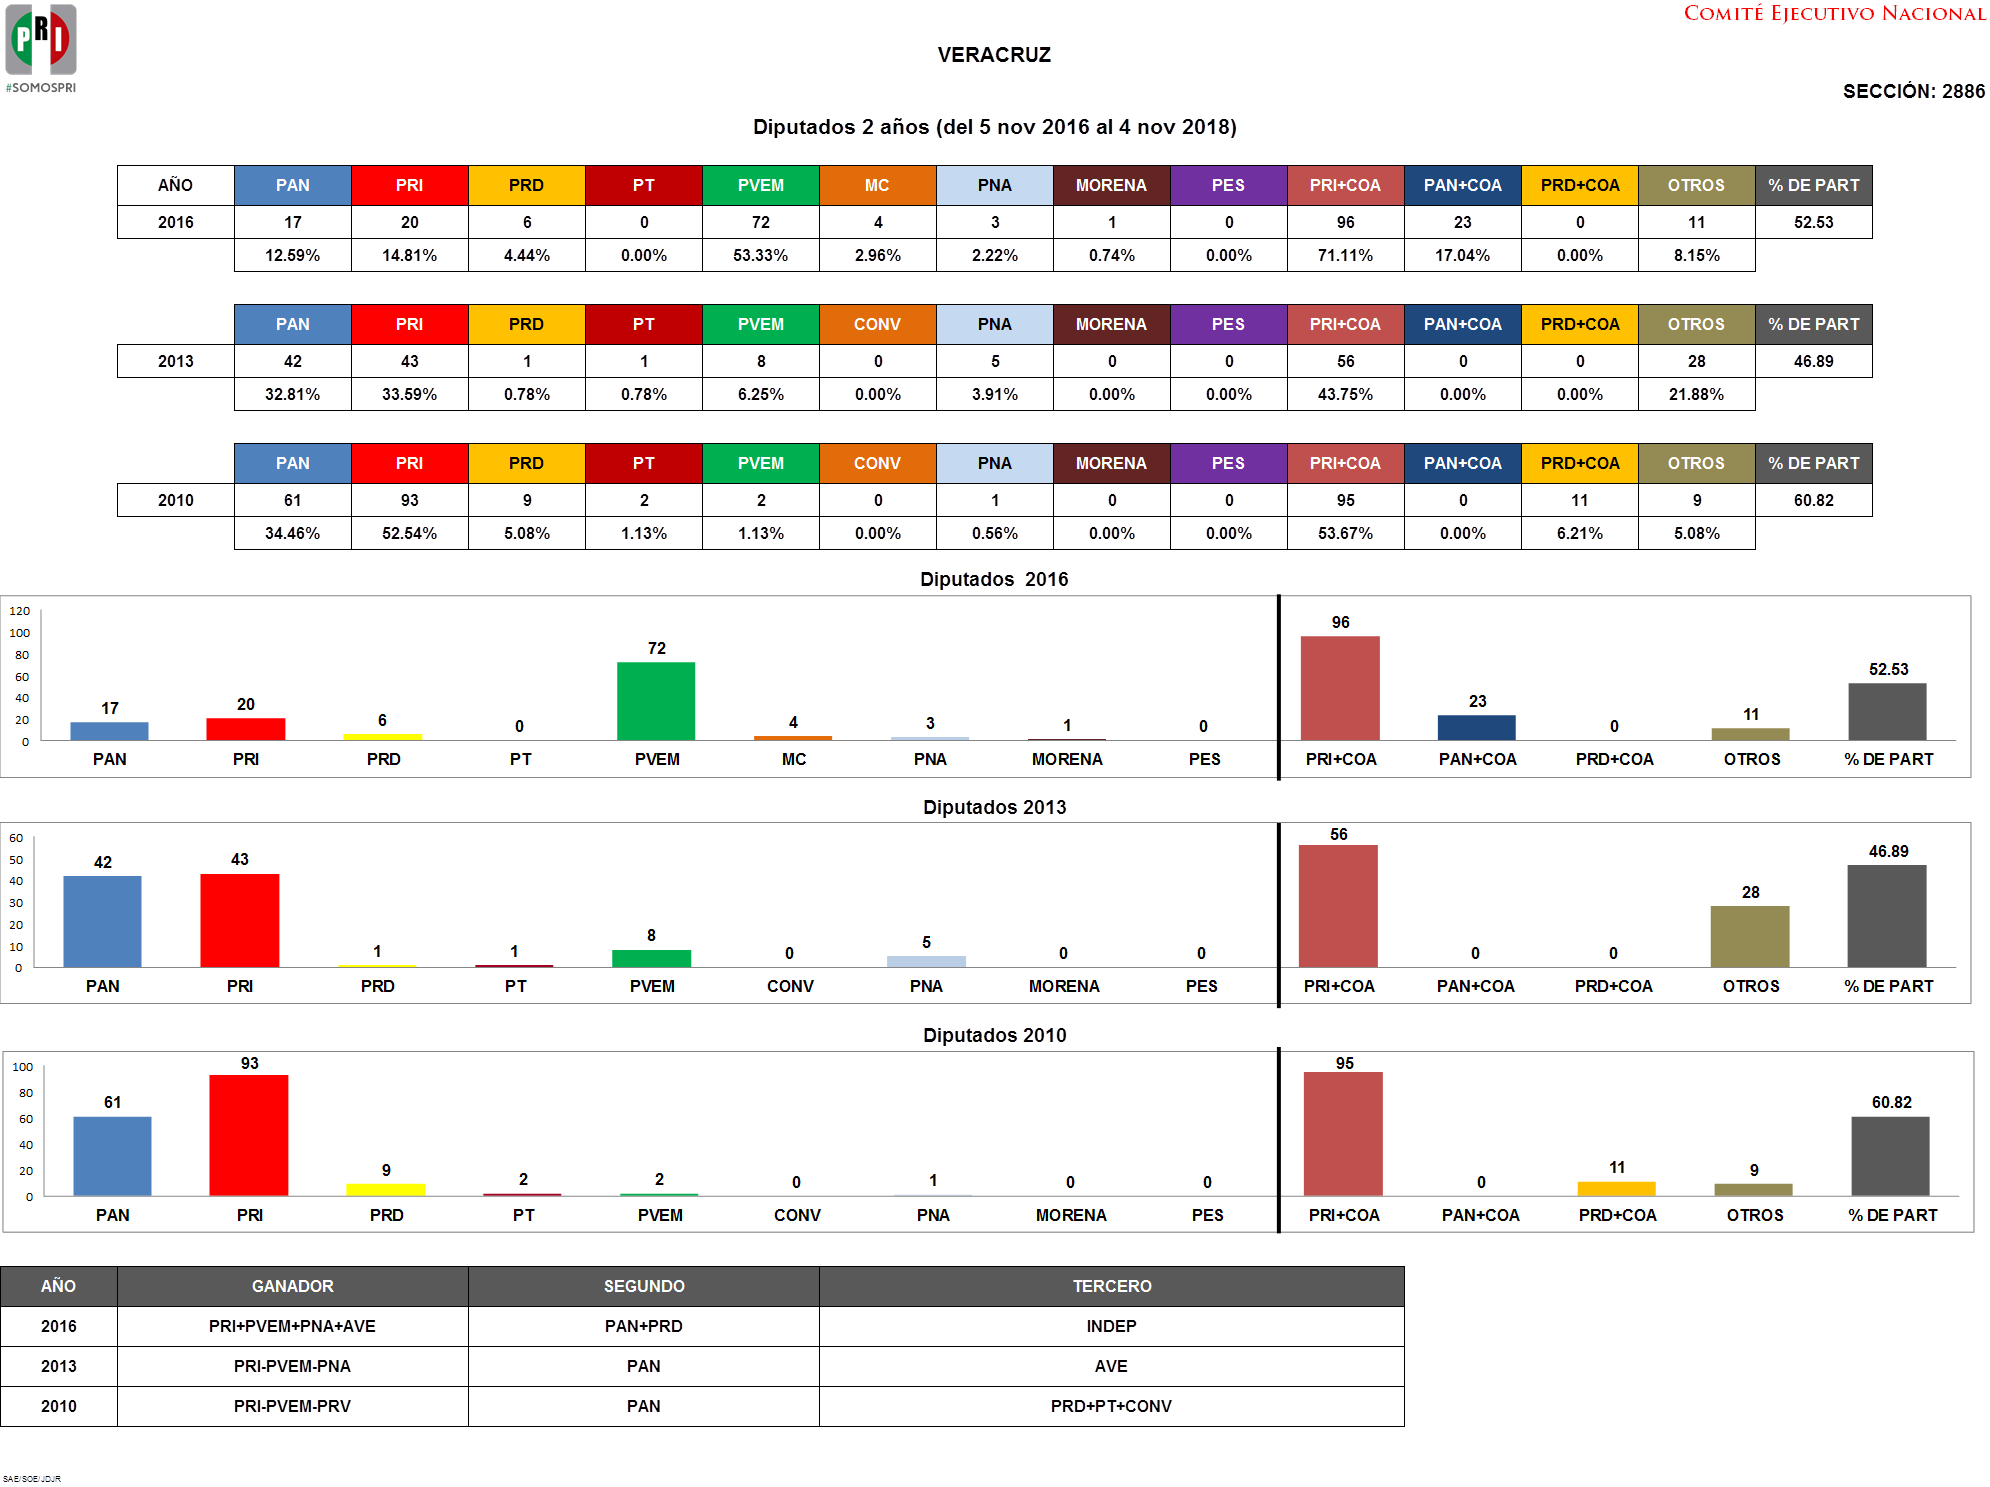 PRI
#SOMOSPRI
COMITÉ EJECUTIVO NACIONAL
VERACRUZ
SECCIÓN: 2886
Diputados 2 años (del 5 nov 2016 al 4 nov 2018)
AÑO PAN PRI PRD PT PVEM MC PNA MORENA PES PRI+COA PAN+COA PRD+COA OTROS % DE PART
2016 17 20 6 0 72 4 3 1 0 96 23 0 11 52.53
12.59% 14.81% 4.44% 0.00% 53.33% 2.96% 2.22% 0.74% 0.00% 71.11% 17.04% 0.00% 8.15%
PAN PRI PRD PT PVEM CONV PNA MORENA PES PRI+COA PAN+COA PRD+COA OTROS % DE PART
2013 42 43 1 1 8 0 5 0 0 56 0 0 28 46.89
32.81% 33.59% 0.78% 0.78% 6.25% 0.00% 3.91% 0.00% 0.00% 43.75% 0.00% 0.00% 21.88%
PAN PRI PRD PT PVEM CONV PNA MORENA PES PRI+COA PAN+COA PRD+COA OTROS % DE PART
2010 61 93 9 2 2 0 1 0 0 95 0 11 9 60.82
34.46% 52.54% 5.08% 1.13% 1.13% 0.00% 0.56% 0.00% 0.00% 53.67% 0.00% 6.21% 5.08%
Diputados 2016
120
100
80
60
40
20
0
17 20 6 0 72 4 3 1 0 96 23 0 11 52.53
PAN PRI PRD PT PVEM MC PNA MORENA PES PRI+COA PAN+COA PRD+COA OTROS % DE PART
Diputados 2013
60
50
40
30
20
10
0
42 43 1 1 8 0 5 0 0 56 0 0 28 46.89
PAN PRI PRD PT PVEM CONV PNA MORENA PES PRI+COA PAN+COA PRD+COA OTROS % DE PART
Diputados 2010
100
80
60
40
20
0
61 93 9 2 2 0 1 0 0 95 0 11 9 60.82
PAN PRI PRD PT PVEM CONV PNA MORENA PES PRI+COA PAN+COA PRD+COA OTROS % DE PART
AÑO GANADOR SEGUNDO TERCERO
2016 PRI+PVEM+PNA+AVE PAN+PRD INDEP
2013 PRI-PVEM-PNA PAN AVE
2010 PRI-PVEM-PRV PAN PRD+PT+CONV
SAE/SOE/JDJR